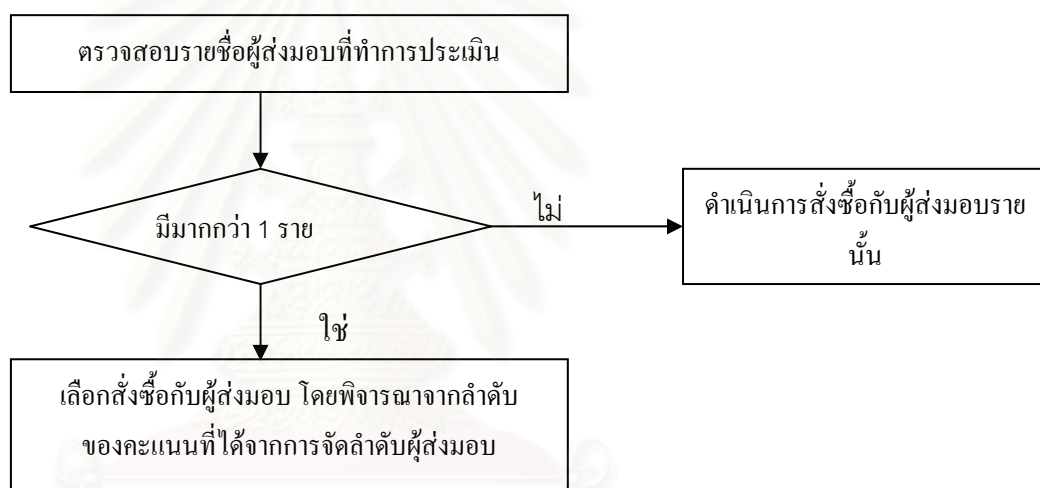 ตรวจสอบรายชื่อผู้ส่งมอบที่ทำการประเมิน
มีมากกว่า 1 ราย
ไม่
ดำเนินการสั่งซื้อกับผู้ส่งมอบราย
นั้น
ใช่
เลือกสั่งซื้อกับผู้ส่งมอบ โดยพิจารณาจากลำดับ
ของคะแนนที่ได้จากการจัดลำดับผุ้ส่งมอบ